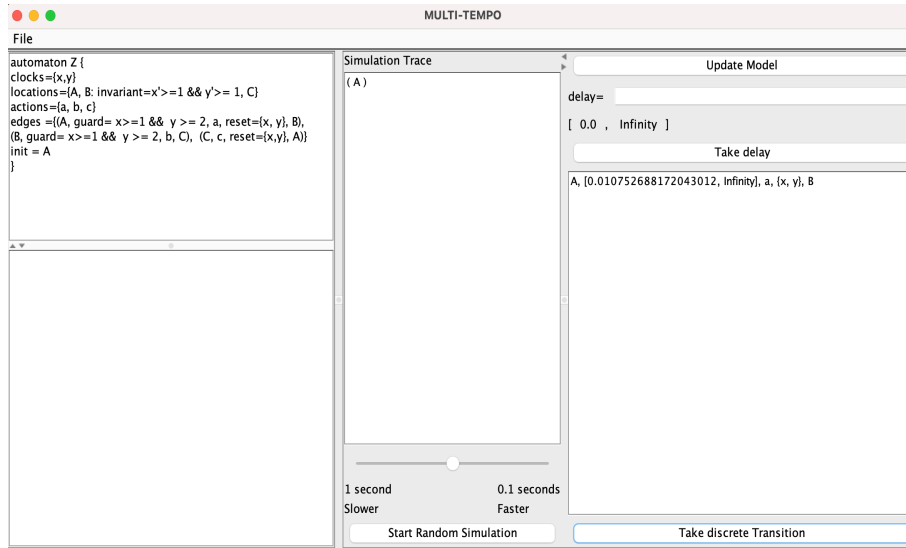 MULTI-TEMPO
File
automaton Z {
clocks={x,y}
locations={A, B: invariant=x'>=1 && y'>= 1, C}
actions={a, b, c}
edges ={(A, guard= x>=1 &&  y >= 2, a, reset={x, y}, B),
(B, guard= x>=1 &&  y >= 2, b, C),  (C, c, reset={x,y}, A)}
init = A
}
Simulation Trace
( A )
1 second 0.1 seconds
Slower Faster
Start Random Simulation
Update Model
delay=
[  0.0  ,   Infinity  ]
Take delay
A, [0.010752688172043012, Infinity], a, {x, y}, B
Take discrete Transition